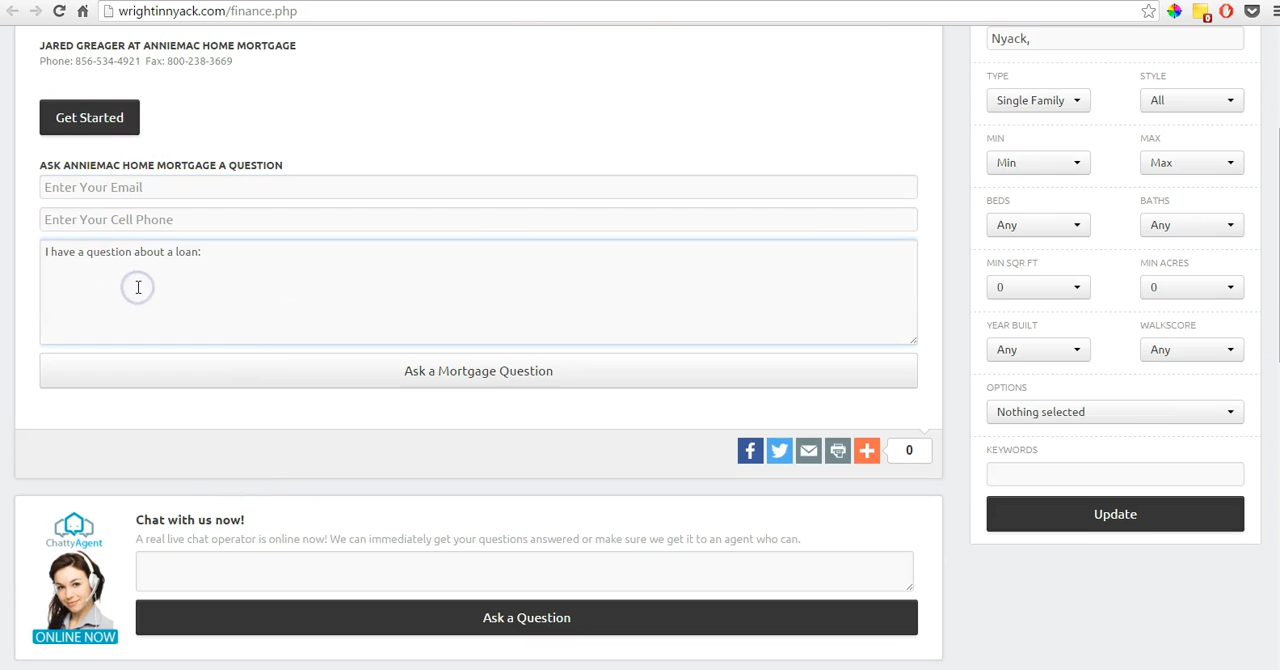 wrightinnyack.com/finance.php
0
JARED GREAGER AT ANNIEMAC HOME MORTGAGE
Phone: 856-534-4921  Fax: 800-238-3669
Get Started
ASK ANNIEMAC HOME MORTGAGE A QUESTION
Enter Your Email
Enter Your Cell Phone
I have a question about a loan:
Ask a Mortgage Question
0
Chat with us now!
A real live chat operator is online now! We can immediately get your questions answered or make sure we get it to an agent who can.
ChattyAgent
ONLINE NOW
Ask a Question
Nyack,
TYPE
STYLE
Single Family
All
MIN
MAX
Min
Max
BEDS
BATHS
Any
Any
MIN SQR FT
MIN ACRES
0
0
YEAR BUILT
WALKSCORE
Any
Any
OPTIONS
Nothing selected
KEYWORDS
Update